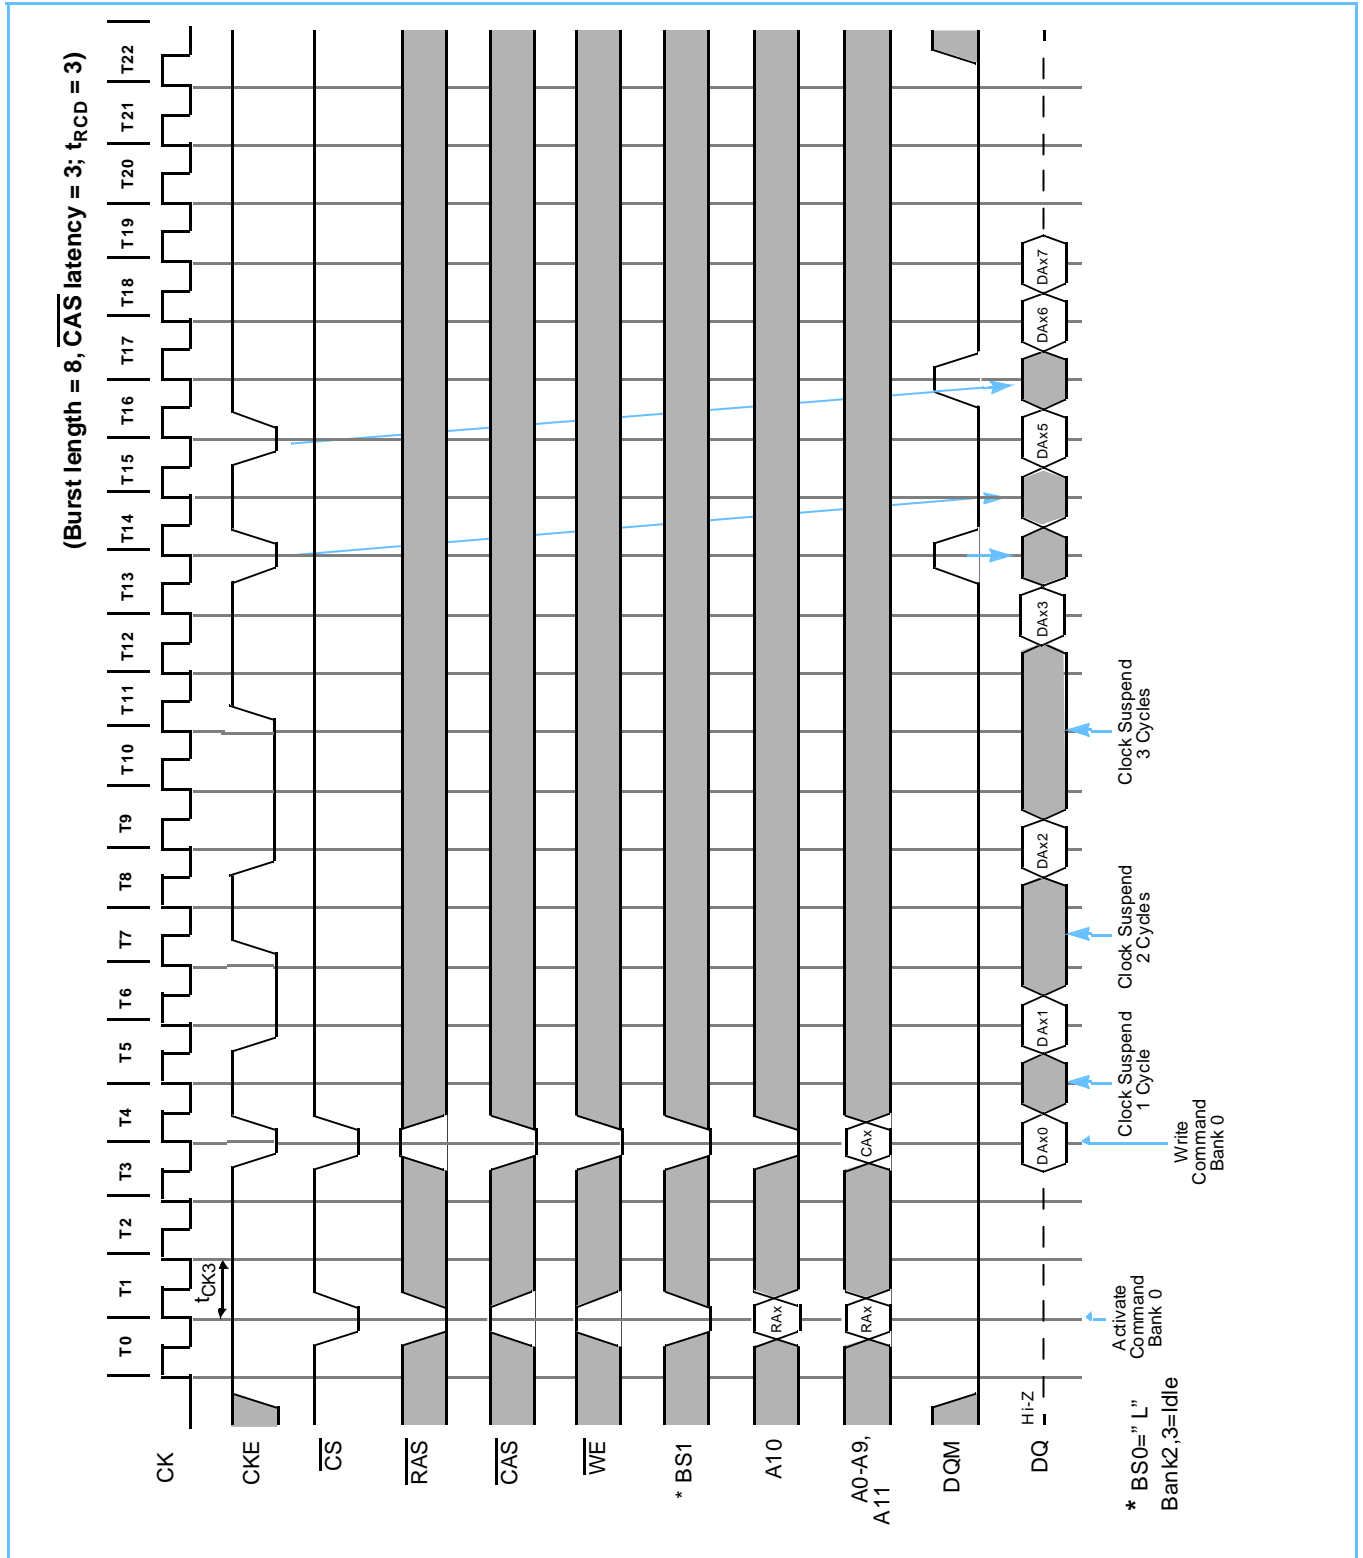 (Burst length = 8, CAS latency = 3; tRCD = 3)
T0 T1 T2 T3 T4 T5 T6 T7 T8 T9 T10 T11 T12 T13 T14 T15 T16 T17 T18 T19 T20 T21 T22
CK
tCK3
CKE
CS
RAS
CAS
WE
* BS1
A10
RAx
A0-A9,
A11
RAx CAx
DQM
DQ
Hi-Z
DAx0 DAx1 DAx2 DAx3 DAx5 DAx6 DAx7
Activate
Command
Bank 0
Write
Command
Bank 0
Clock Suspend
1 Cycle
Clock Suspend
2 Cycles
Clock Suspend
3 Cycles
* BS0=" L"
Bank2,3=Idle